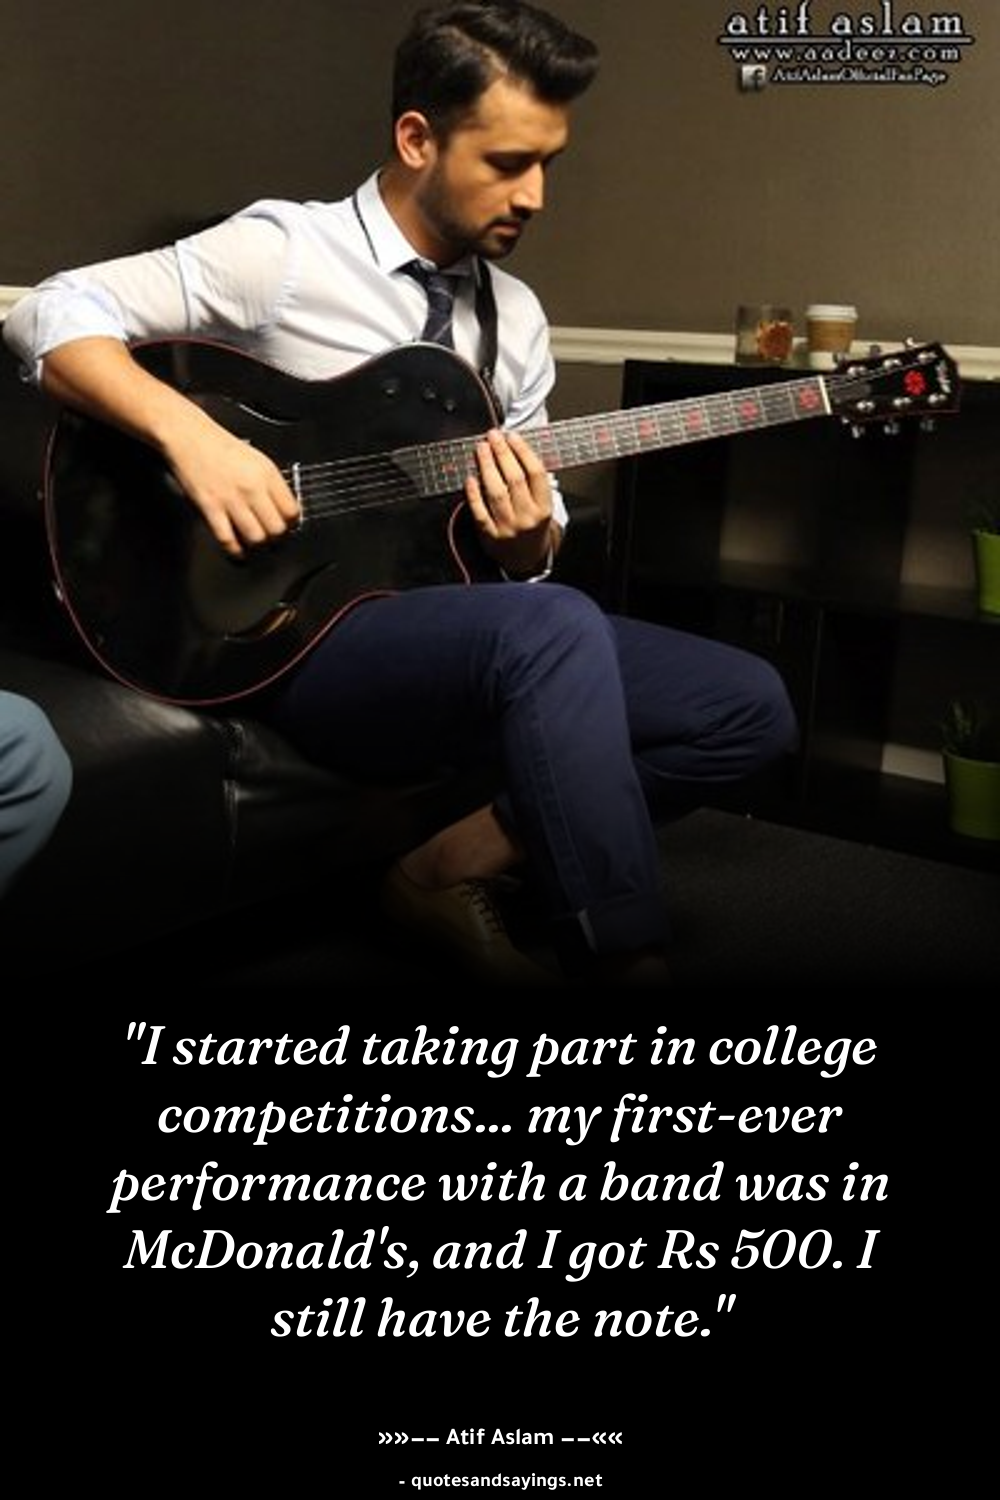 atif aslam
www.aadeez.com
AtifAslamOfficialFanPage
"I started taking part in college
competitions... my first-ever
performance with a band was in
McDonald's, and I got Rs 500. I
still have the note."
»»–– Atif Aslam ––««
- quotesandsayings.net